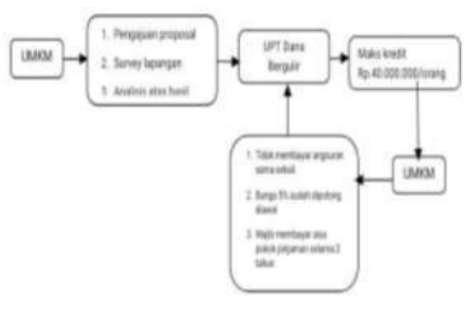 UMKM
1. Pengajuan proposal
2. Survey lapangan
3. Analisis atas hasil
UPT Dana
Bergulir
Maks kredit
Rp.40.000.000/orang
UMKM
1. Tidak membayar angsuran
sama sekali
2. Bunga 5% sudah dipotong
diawal
3. Wajib membayar sisa
pokok pinjaman selama 3
tahun